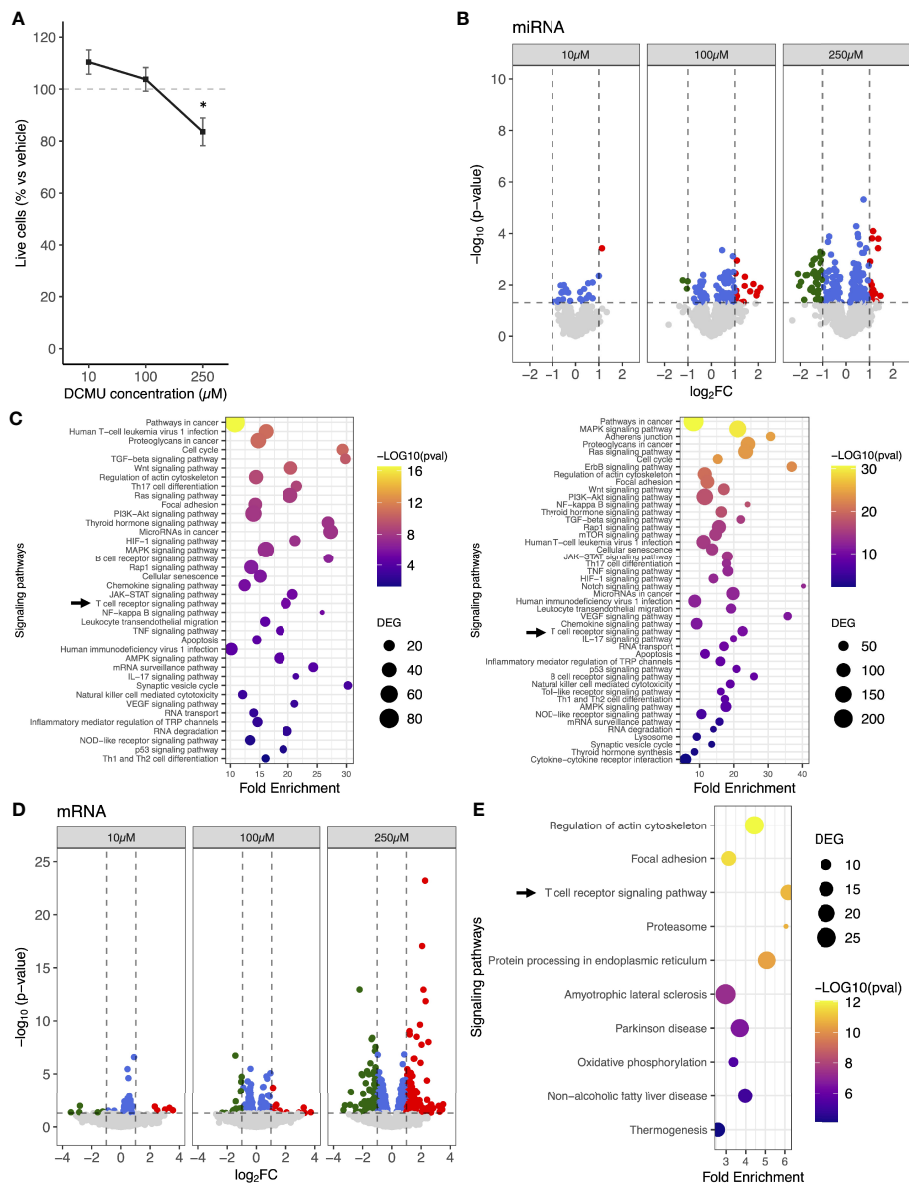 A
120
100
80
60
40
20
0
Live cells (% vs vehicle)
*
10
100
250
DCMU concentration (µM)
B
miRNA
10µM
100µM
250µM
10
8
6
4
2
0
−log10 (p-value)
−2 −1 0 1 2
−2 −1 0 1 2
−2 −1 0 1 2
log2FC
C
Signaling pathways
Pathways in cancer
Human T−cell leukemia virus 1 infection
Proteoglycans in cancer
Cell cycle
TGF−beta signaling pathway
Wnt signaling pathway
Regulation of actin cytoskeleton
Th17 cell differentiation
Ras signaling pathway
Focal adhesion
PI3K−Akt signaling pathway
Thyroid hormone signaling pathway
MicroRNAs in cancer
HIF−1 signaling pathway
MAPK signaling pathway
B cell receptor signaling pathway
Rap1 signaling pathway
Cellular senescence
Chemokine signaling pathway
JAK−STAT signaling pathway
T cell receptor signaling pathway
NF−kappa B signaling pathway
Leukocyte transendothelial migration
TNF signaling pathway
Apoptosis
Human immunodeficiency virus 1 infection
AMPK signaling pathway
mRNA surveillance pathway
IL−17 signaling pathway
Synaptic vesicle cycle
Natural killer cell mediated cytotoxicity
VEGF signaling pathway
RNA transport
Inflammatory mediator regulation of TRP channels
RNA degradation
NOD−like receptor signaling pathway
p53 signaling pathway
Th1 and Th2 cell differentiation
10 15 20 25 30
Fold Enrichment
−LOG10(pval)
16
12
8
4
DEG
20
40
60
80
Signaling pathways
Pathways in cancer
MAPK signaling pathway
Adherens junction
Proteoglycans in cancer
Ras signaling pathway
Cell cycle
ErbB signaling pathway
Regulation of actin cytoskeleton
Focal adhesion
Wnt signaling pathway
PI3K−Akt signaling pathway
NF−kappa B signaling pathway
Thyroid hormone signaling pathway
TGF−beta signaling pathway
Rap1 signaling pathway
mTOR signaling pathway
Human T−cell leukemia virus 1 infection
Cellular senescence
JAK−STAT signaling pathway
Th17 cell differentiation
TNF signaling pathway
HIF−1 signaling pathway
Notch signaling pathway
MicroRNAs in cancer
Human immunodeficiency virus 1 infection
Leukocyte transendothelial migration
VEGF signaling pathway
Chemokine signaling pathway
T cell receptor signaling pathway
IL−17 signaling pathway
RNA transport
Apoptosis
Inflammatory mediator regulation of TRP channels
p53 signaling pathway
B cell receptor signaling pathway
Natural killer cell mediated cytotoxicity
Toll−like receptor signaling pathway
Th1 and Th2 cell differentiation
AMPK signaling pathway
NOD−like receptor signaling pathway
mRNA surveillance pathway
RNA degradation
Lysosome
Synaptic vesicle cycle
Thyroid hormone synthesis
Cytokine−cytokine receptor interaction
10 20 30 40
Fold Enrichment
−LOG10(pval)
30
20
10
DEG
50
100
150
200
D
mRNA
10µM
100µM
250µM
25
20
15
10
5
0
−log10 (p-value)
−4 −2 0 2 4
−4 −2 0 2 4
−4 −2 0 2 4
log2FC
E
Signaling pathways
Regulation of actin cytoskeleton
Focal adhesion
T cell receptor signaling pathway
Proteasome
Protein processing in endoplasmic reticulum
Amyotrophic lateral sclerosis
Parkinson disease
Oxidative phosphorylation
Non−alcoholic fatty liver disease
Thermogenesis
3 4 5 6
Fold Enrichment
DEG
10
15
20
25
−LOG10(pval)
12
10
8
6